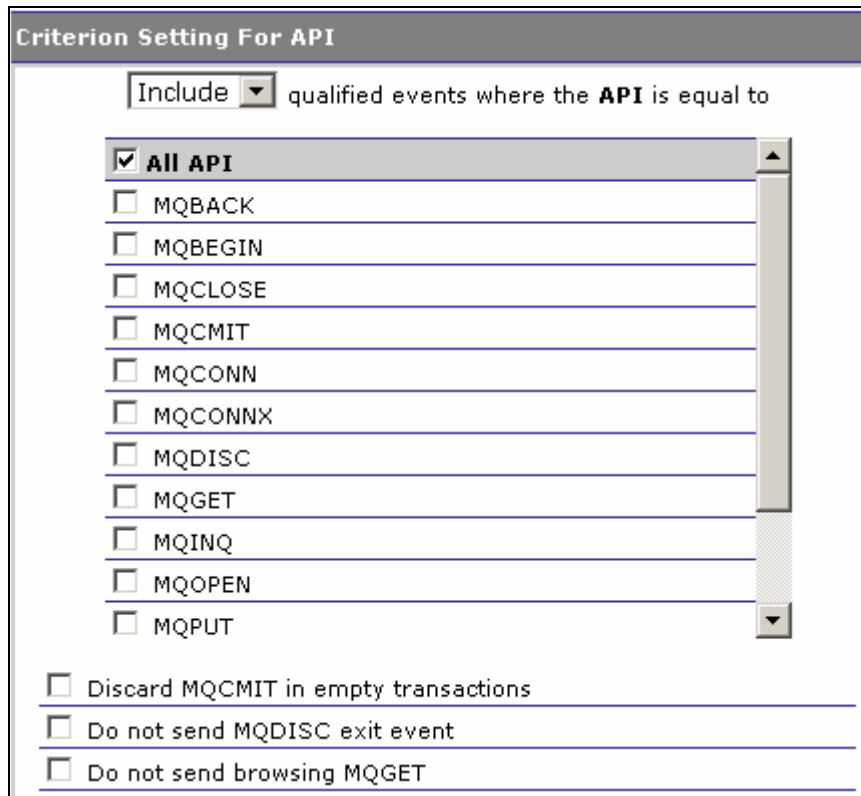 Criterion Setting For API
Include qualified events where the API is equal to
All API
MQBACK
MQBEGIN
MQCLOSE
MQCMIT
MQCONN
MQCONNX
MQDISC
MQGET
MQINQ
MQOPEN
MQPUT
Discard MQCMIT in empty transactions
Do not send MQDISC exit event
Do not send browsing MQGET